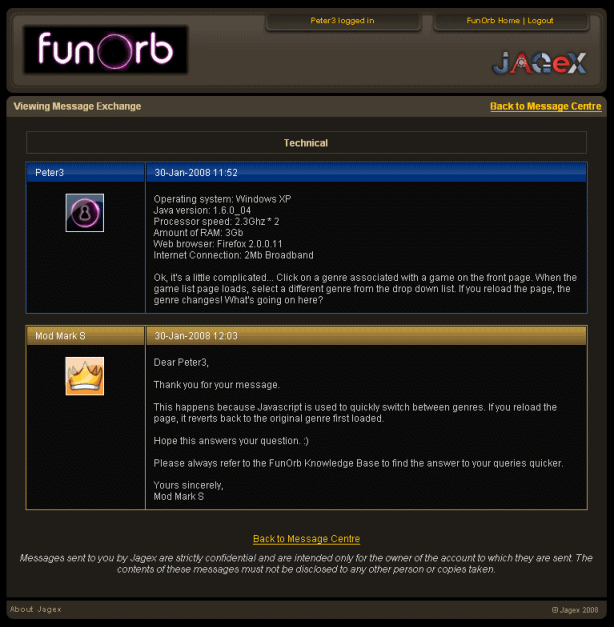 Peter3 logged in
FunOrb Home | Logout
funOrb
JAGEX
Viewing Message Exchange
Back to Message Centre
Technical
Peter3
30-Jan-2008 11:52
Operating system: Windows XP
Java version: 1.6.0_04
Processor speed: 2.3Ghz * 2
Amount of RAM: 3Gb
Web browser: Firefox 2.0.0.11
Internet Connection: 2Mb Broadband
Ok, it's a little complicated... Click on a genre associated with a game on the front page. When the
game list page loads, select a different genre from the drop down list. If you reload the page, the
genre changes! What's going on here?
Mod Mark S
30-Jan-2008 12:03
Dear Peter3,
Thank you for your message.
This happens because Javascript is used to quickly switch between genres. If you reload the
page, it reverts back to the original genre first loaded.
Hope this answers your question. :)
Please always refer to the FunOrb Knowledge Base to find the answer to your queries quicker.
Yours sincerely,
Mod Mark S
Back to Message Centre
Messages sent to you by Jagex are strictly confidential and are intended only for the owner of the account to which they are sent. The
contents of these messages must not be disclosed to any other person or copies taken.
About Jagex
© Jagex 2008